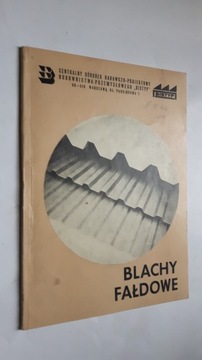 CENTRALNY OŚRODEK BADAWCZO-PROJEKTOWY
BUDOWNICTWA PRZEMYSŁOWEGO „BISTYP”
BLACHY
FAŁDOWE